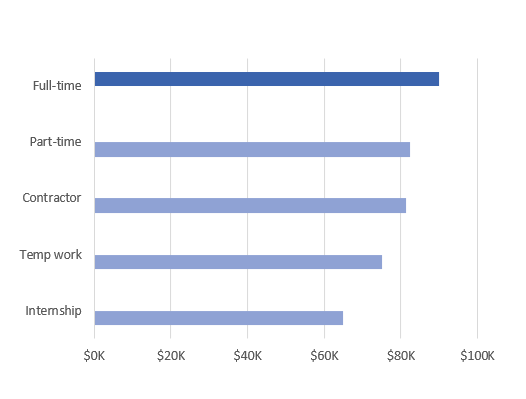 Full-time
Part-time
Contractor
Temp work
Internship
$0K $20K $40K $60K $80K $100K